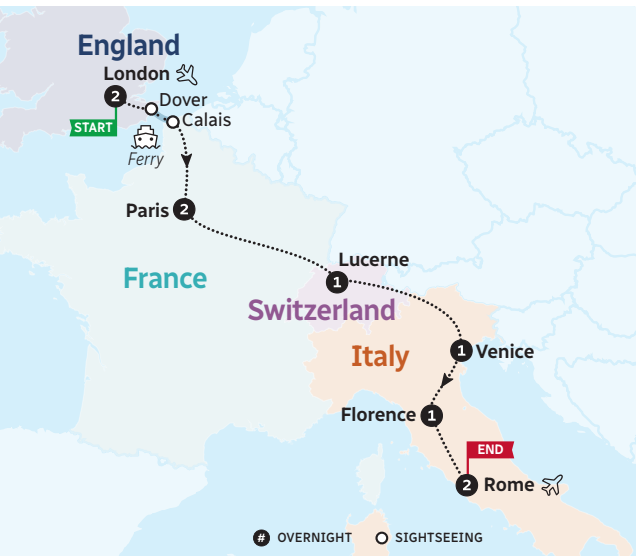 England
London
2
Dover
START
Calais
Ferry
Paris 2
Lucerne
1
France
Switzerland
Italy
1 Venice
Florence 1
END
2 Rome
# OVERNIGHT SIGHTSEEING